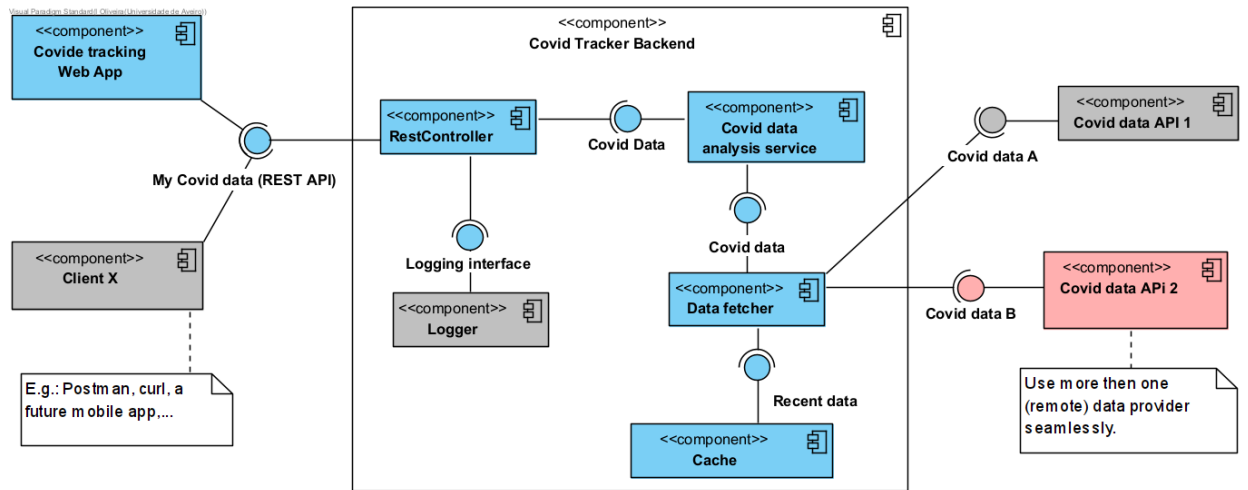 Visual Paradigm Standard(I Oliveira(Universidade de Aveiro))
<<component>>
Covide tracking
Web App
<<component>>
Covid Tracker Backend
<<component>>
RestController
<<component>>
Covid data
analysis service
<<component>>
Covid data API 1
Covid Data
Covid data A
My Covid data (REST API)
<<component>>
Client X
Logging interface
Covid data
<<component>>
Logger
<<component>>
Data fetcher
<<component>>
Covid data APi 2
Covid data B
E.g.: Postman, curl, a
future mobile app,...
Recent data
Use more then one
(remote) data provider
seamlessly.
<<component>>
Cache